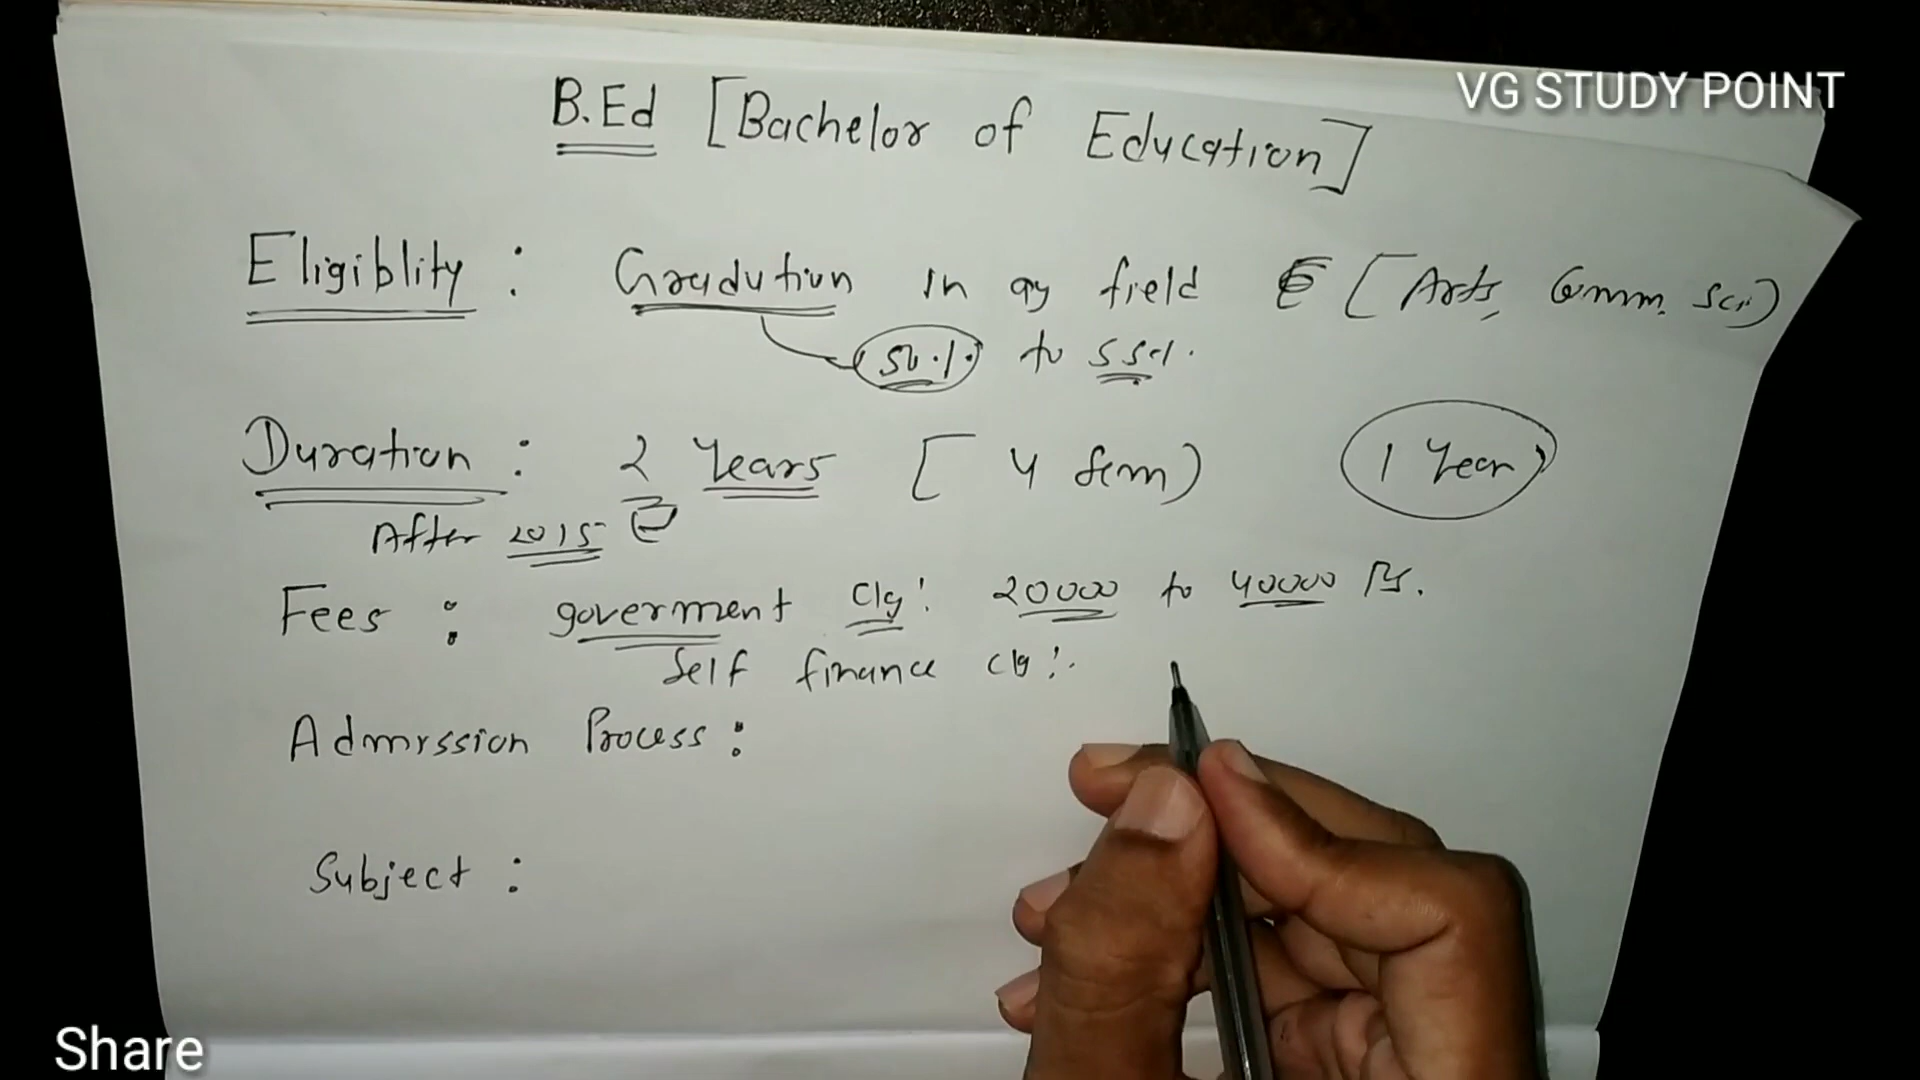 VG STUDY POINT
B.Ed [Bachelor of Education]
Eligiblity : Gradution in ay field [Arts, Comm. Sci)
50% to 55%.
Duration : 2 Years [4 Sem) 1 Year
After 2015
Fees : goverment Clg: 20000 to 40000 Rs.
Self finance clg:
Admission Process :
Subject :
Share